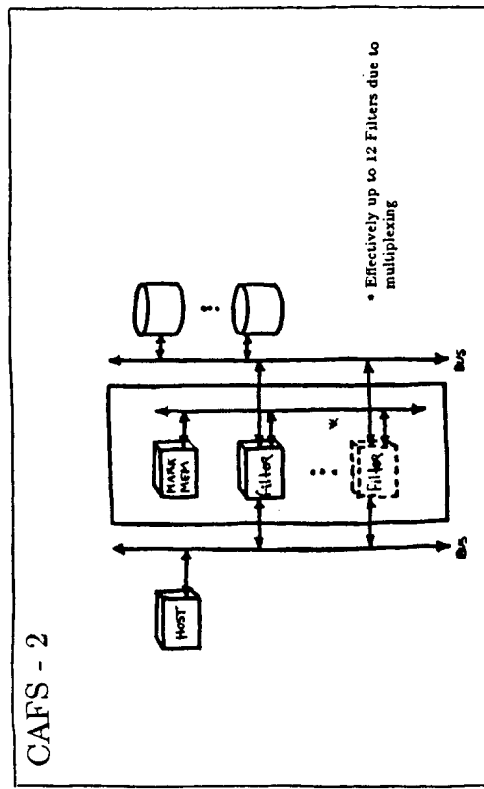 CAFS - 2
HOST
MARK
MEM
filter
*
filter
BUS
BUS
* Effectively up to 12 Filters due to
multiplexing